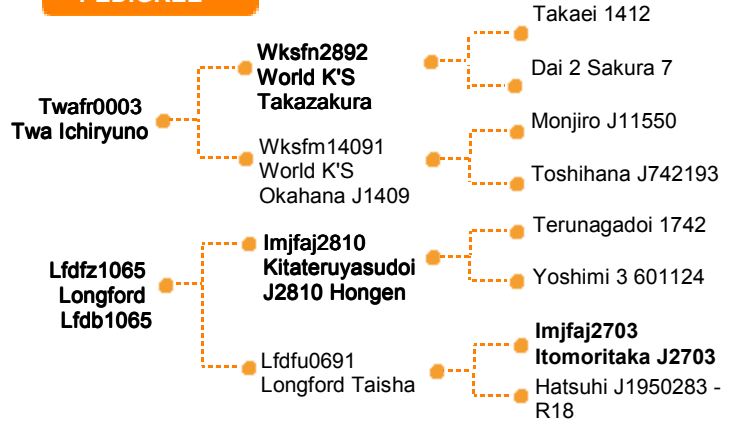 PEDIGREE
Takaei 1412
Wksfn2892
World K'S
Takazakura
Dai 2 Sakura 7
Twafr0003
Twa Ichiryuno
Monjiro J11550
Wksfm14091
World K'S
Okahana J1409
Toshihana J742193
Terunagadoi 1742
Imjfaj2810
Kitateruyasudoi
J2810 Hongen
Yoshimi 3 601124
Lfdfz1065
Longford
Lfdb1065
Imjfaj2703
Itomoritaka J2703
Lfdfu0691
Longford Taisha
Hatsuhi J1950283 -
R18